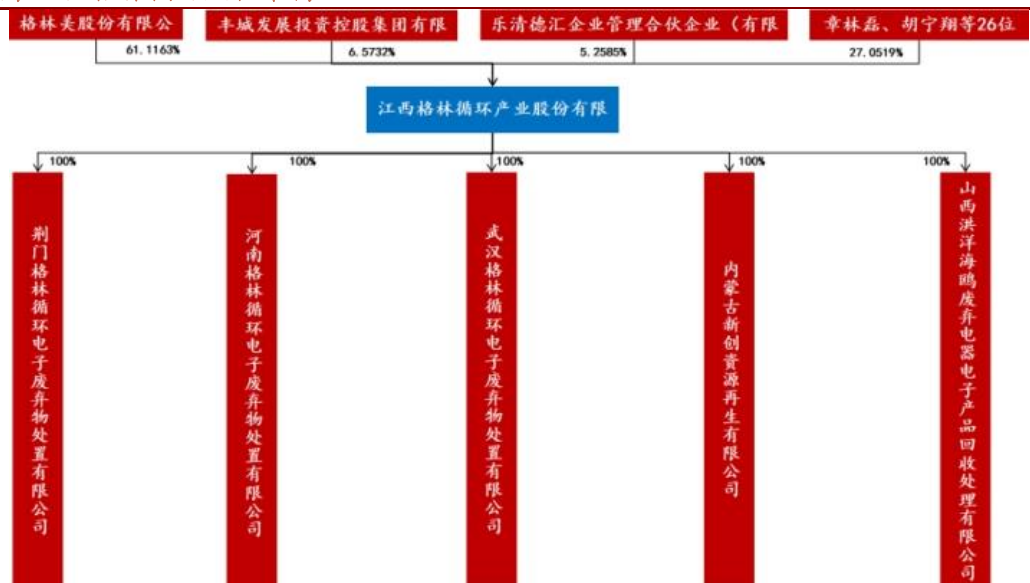 格林美股份有限公
丰城发展投资控股集团有限
乐清德汇企业管理合伙企业（有限
章林磊、胡宁翔等26位
61.1163%
6.5732%
5.2585%
27.0519%
江西格林循环产业股份有限
100%
100%
100%
100%
100%
荆门格林循环电子废弃物处置有限公司
河南格林循环电子废弃物处置有限公司
武汉格林循环电子废弃物处置有限公司
内蒙古新创资源再生有限公司
山西洪洋海鸥废弃电器电子产品回收处理有限公司